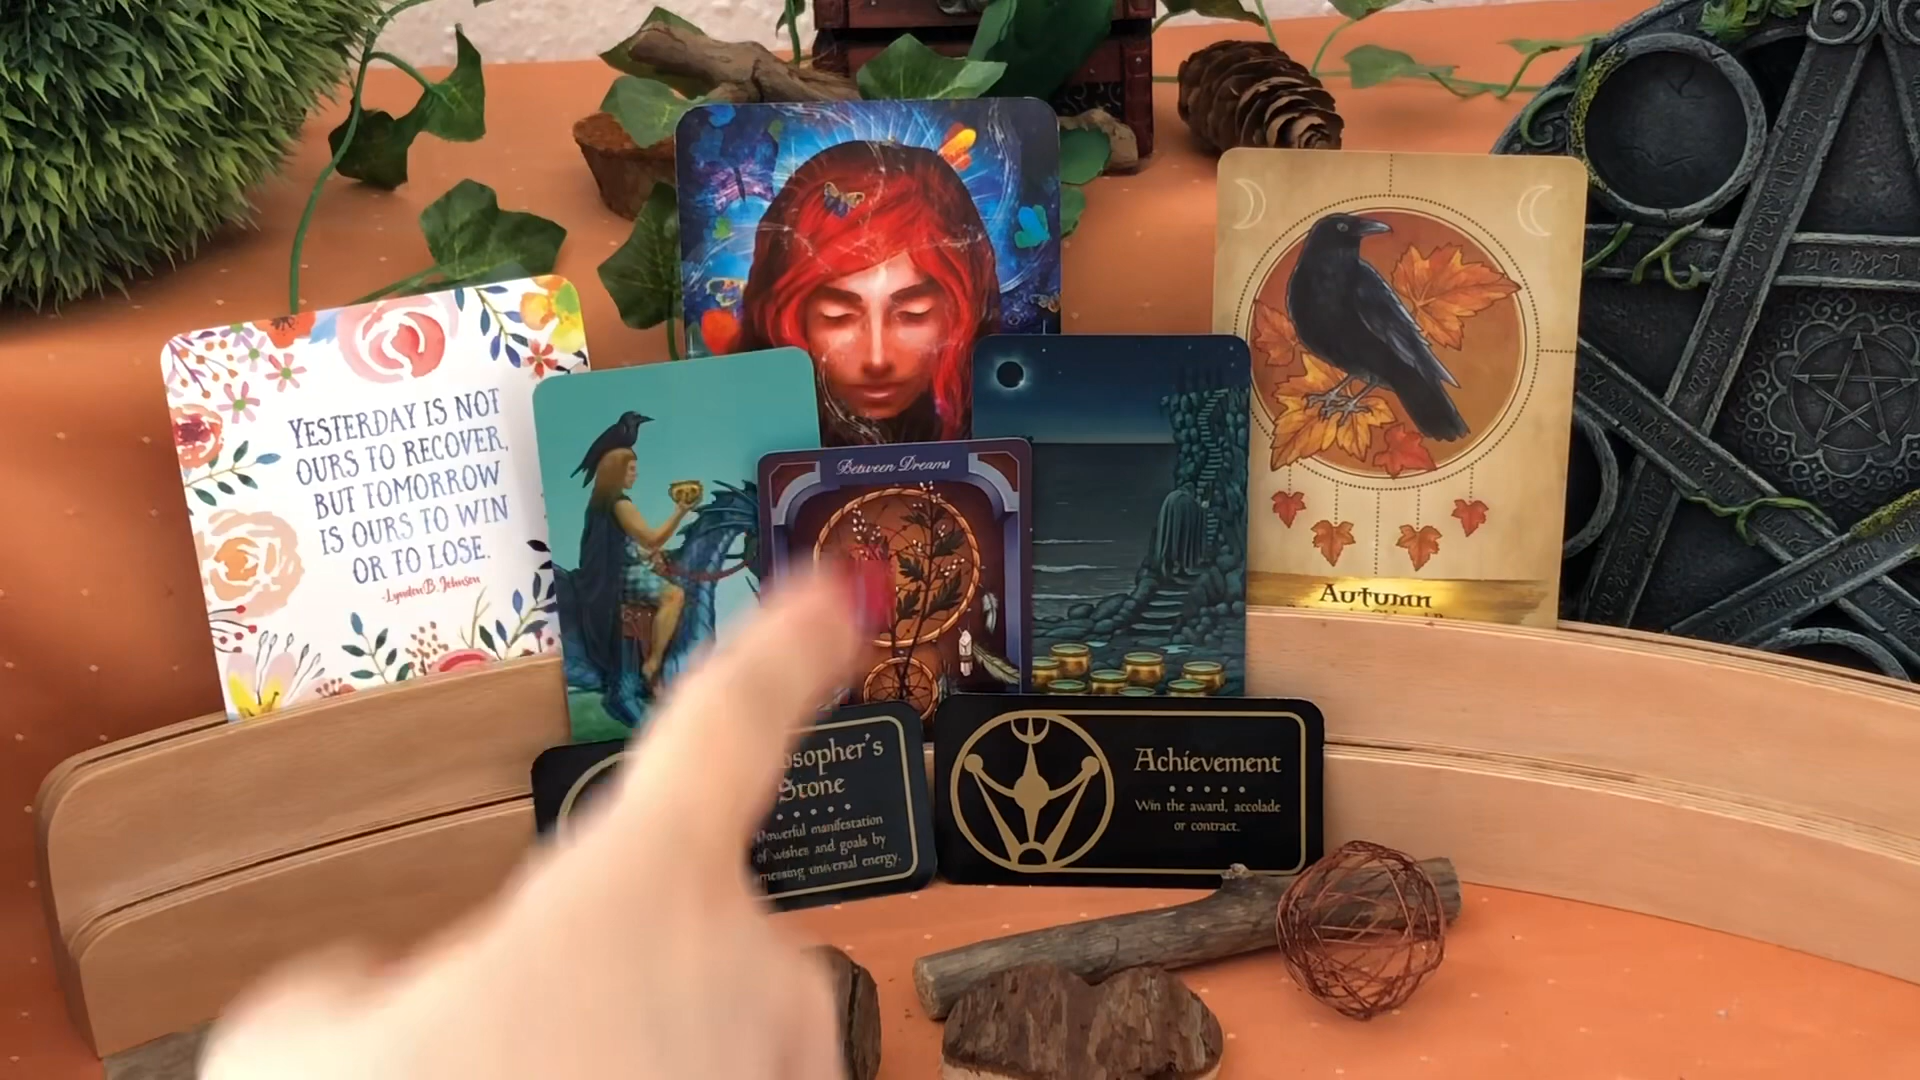 YESTERDAY IS NOT
OURS TO RECOVER,
BUT TOMORROW
IS OURS TO WIN
OR TO LOSE.
-Lyndon B. Johnson
Between Dreams
Autumn
osopher's
Stone
Powerful manifestation
of wishes and goals by
rnessing universal energy.
Achievement
Win the award, accolade
or contract.